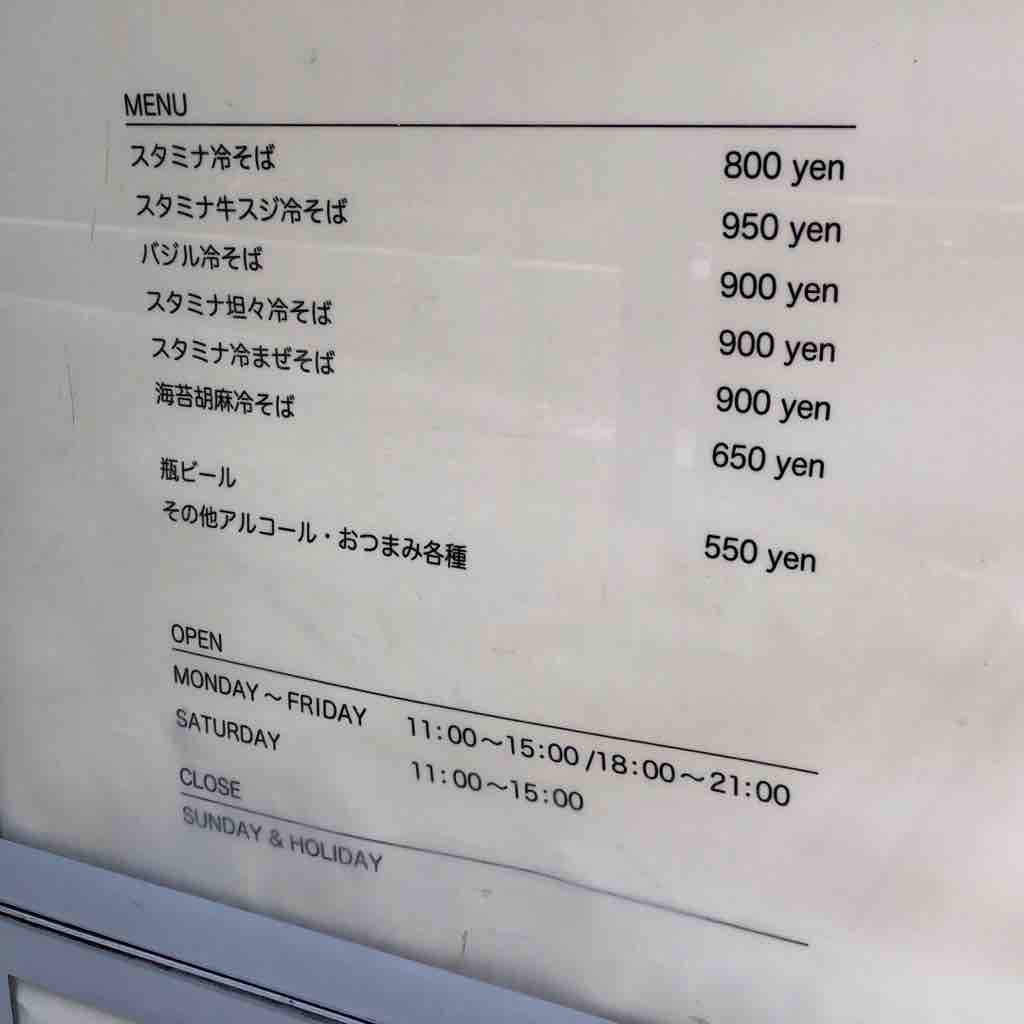 MENU
スタミナ冷そば 800 yen
スタミナ牛スジ冷そば 950 yen
バジル冷そば 900 yen
スタミナ坦々冷そば 900 yen
スタミナ冷まぜそば 900 yen
海苔胡麻冷そば 650 yen
瓶ビール 550 yen
その他アルコール・おつまみ各種
OPEN
MONDAY～FRIDAY 11:00～15:00/18:00～21:00
SATURDAY 11:00～15:00
CLOSE
SUNDAY & HOLIDAY